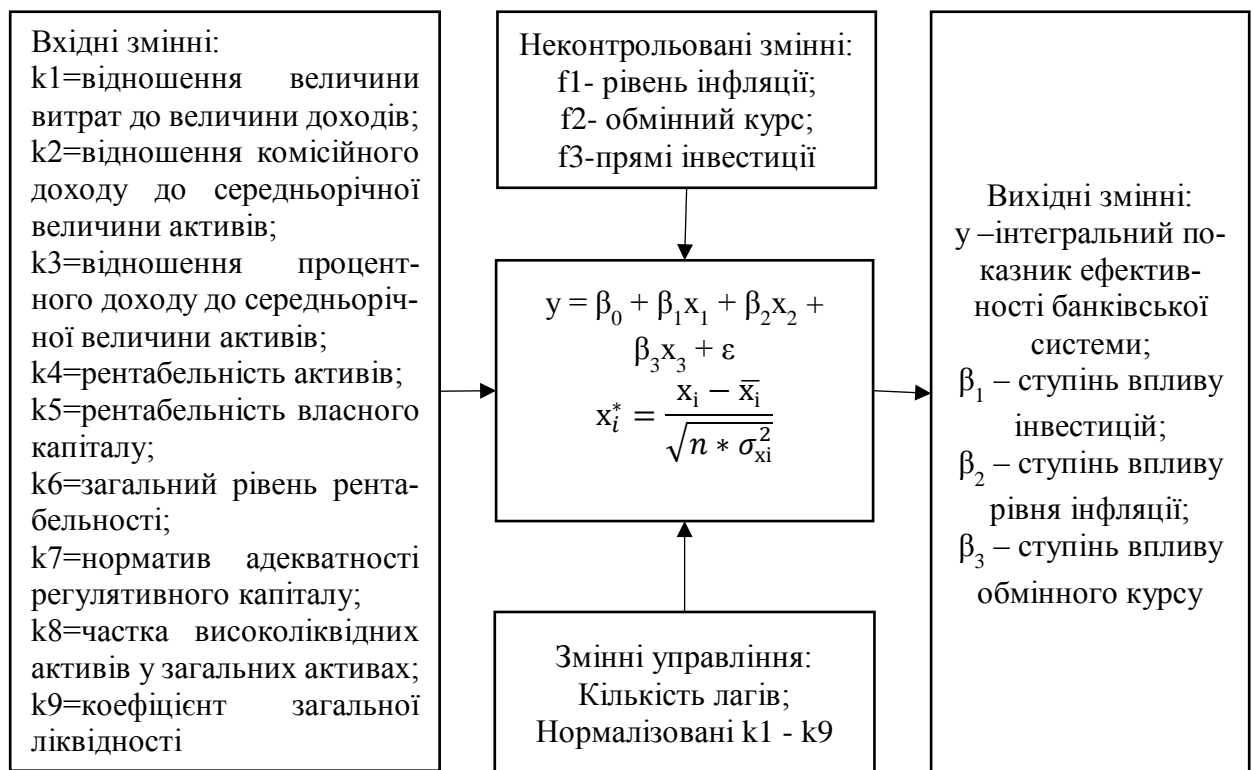 Вхідні змінні:
k1=відношення величини
витрат до величини доходів;
k2=відношення комісійного
доходу до середньорічної
величини активів;
k3=відношення процент-
ного доходу до середньоріч-
ної величини активів;
k4=рентабельність активів;
k5=рентабельність власного
капіталу;
k6=загальний рівень рента-
бельності;
k7=норматив адекватності
регулятивного капіталу;
k8=частка високоліквідних
активів у загальних активах;
k9=коефіцієнт загальної
ліквідності
Неконтрольовані змінні:
f1- рівень інфляції;
f2- обмінний курс;
f3-прямі інвестиції
y = β₀ + β₁x₁ + β₂x₂ +
β₃x₃ + ε
x*ᵢ = (xᵢ − x̅ᵢ) / √(n * σ²ₓᵢ)
Змінні управління:
Кількість лагів;
Нормалізовані k1 - k9
Вихідні змінні:
y –інтегральний по-
казник ефектив-
ності банківської
системи;
β₁ – ступінь впливу
інвестицій;
β₂ – ступінь впливу
рівня інфляції;
β₃ – ступінь впливу
обмінного курсу